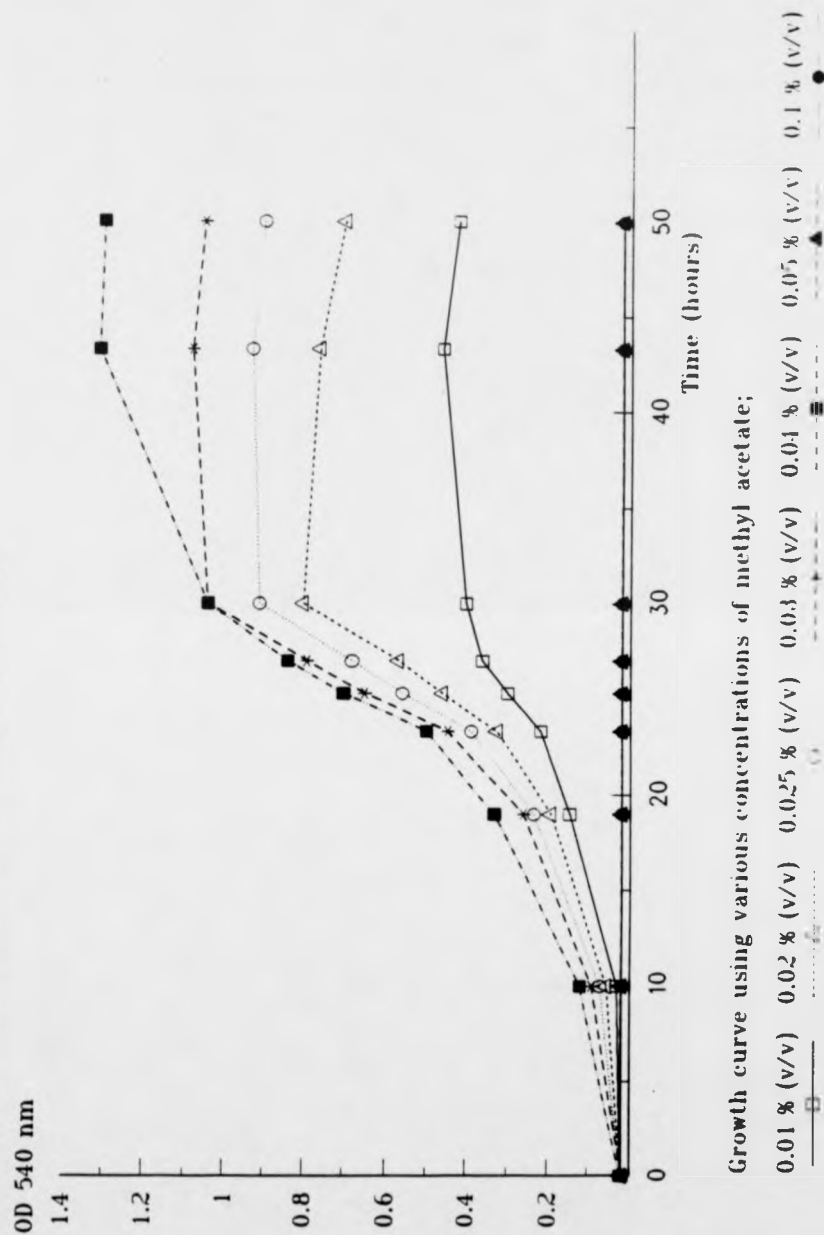 OD 540 nm
1.4
1.2
1
0.8
0.6
0.4
0.2
0 10 20 30 40 50
Time (hours)
Growth curve using various concentrations of methyl acetate;
0.01 % (v/v) 0.02 % (v/v) 0.025 % (v/v) 0.03 % (v/v) 0.04 % (v/v) 0.05 % (v/v) 0.1 % (v/v)